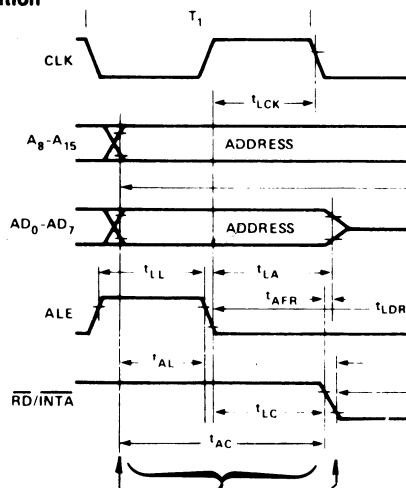 T1
CLK
tLCK
A8-A15
ADDRESS
AD0-AD7
ADDRESS
tLL
tLA
tAFR
tLDR
ALE
tAL
RD/INTA
tLC
tAC